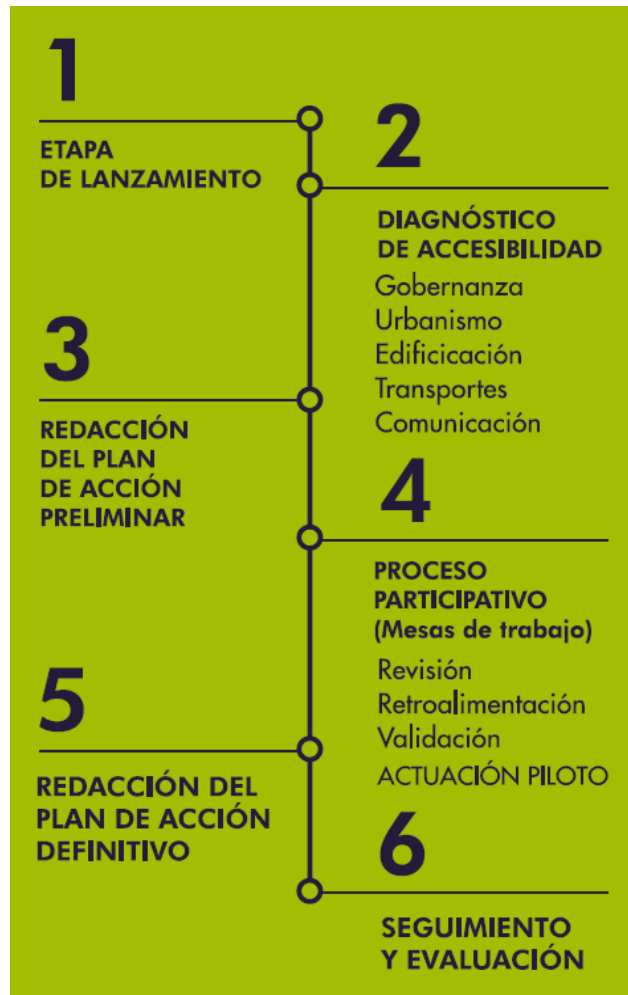 1
ETAPA
DE LANZAMIENTO
2
DIAGNÓSTICO
DE ACCESIBILIDAD
Gobernanza
Urbanismo
Edificicación
Transportes
Comunicación
3
REDACCIÓN
DEL PLAN
DE ACCIÓN
PRELIMINAR
4
PROCESO
PARTICIPATIVO
(Mesas de trabajo)
Revisión
Retroalimentación
Validación
ACTUACIÓN PILOTO
5
REDACCIÓN DEL
PLAN DE ACCIÓN
DEFINITIVO
6
SEGUIMIENTO
Y EVALUACIÓN